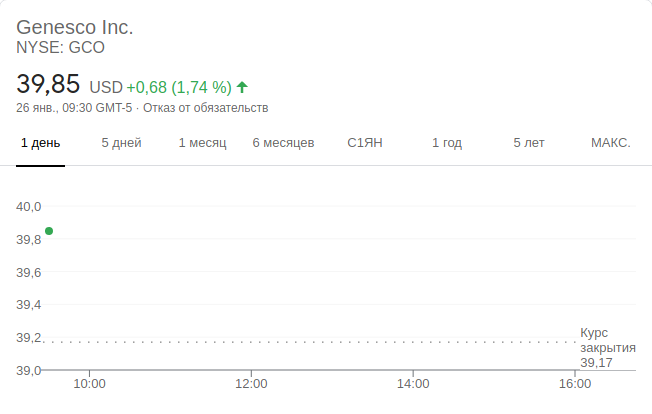 Genesco Inc.
NYSE: GCO
39,85 USD +0,68 (1,74 %)
26 янв., 09:30 GMT-5 · Отказ от обязательств
1 день 5 дней 1 месяц 6 месяцев С1ЯН 1 год 5 лет МАКС.
40,0
39,8
39,6
39,4
39,2
39,0
Курс
закрытия
39,17
10:00 12:00 14:00 16:00